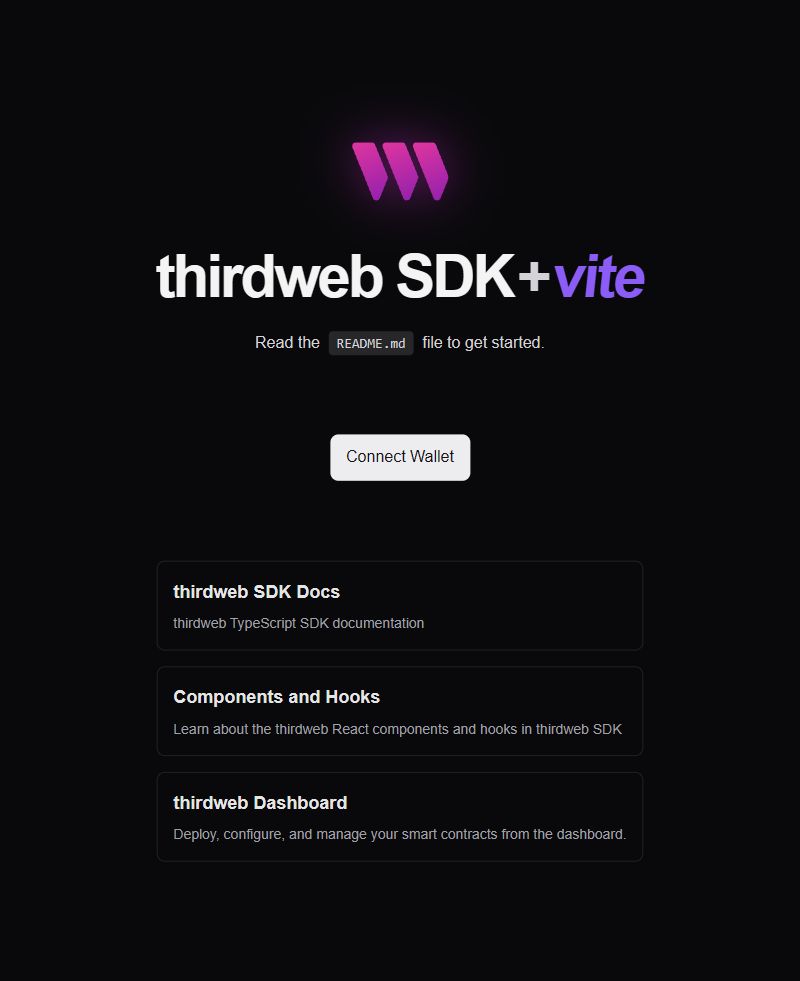 thirdweb SDK+vite
Read the README.md file to get started.
Connect Wallet
thirdweb SDK Docs
thirdweb TypeScript SDK documentation
Components and Hooks
Learn about the thirdweb React components and hooks in thirdweb SDK
thirdweb Dashboard
Deploy, configure, and manage your smart contracts from the dashboard.